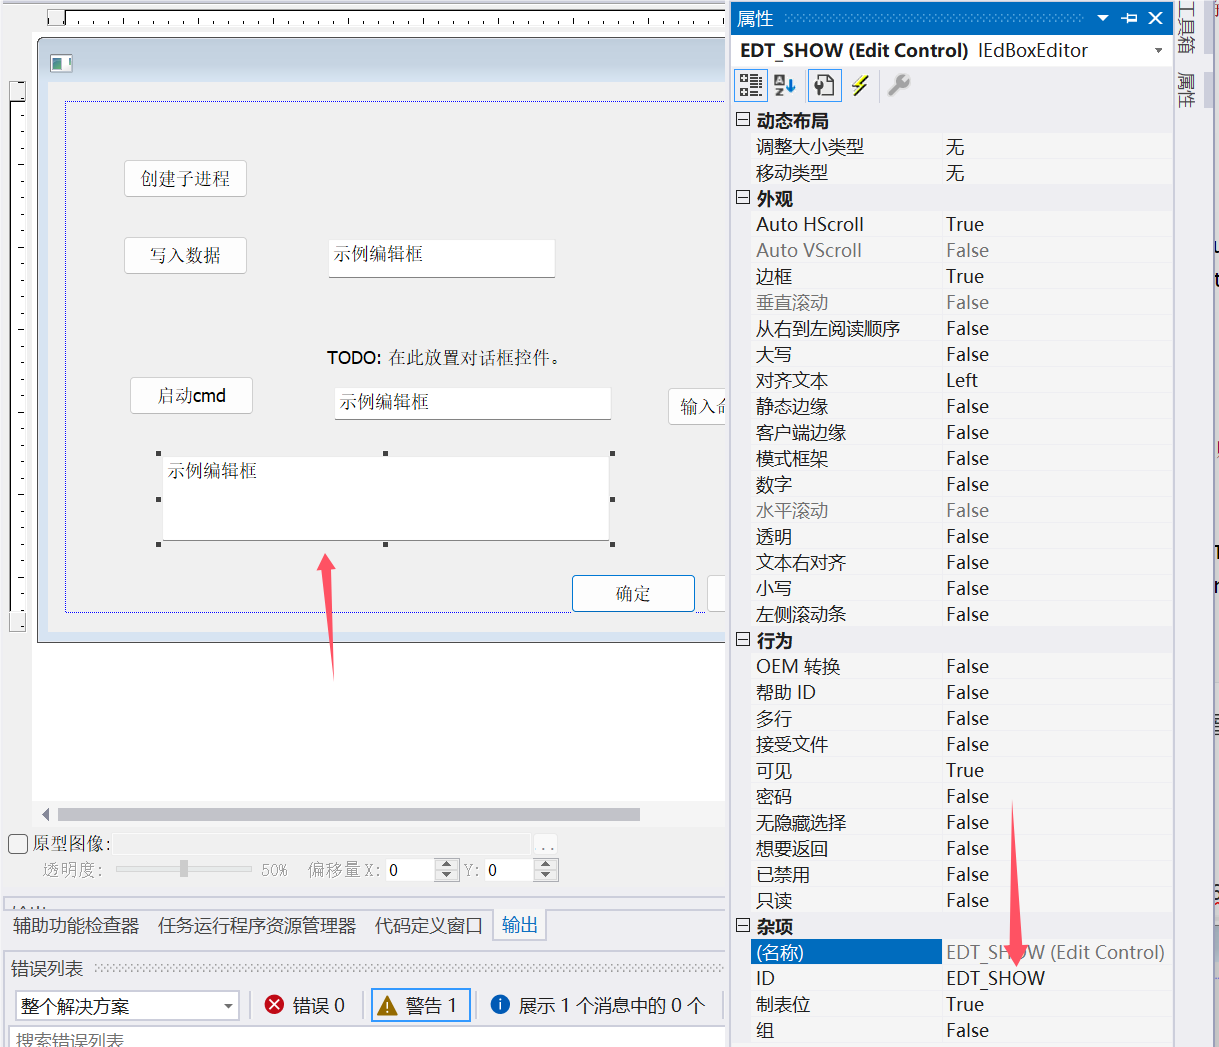 属性
EDT_SHOW (Edit Control) IEdBoxEditor
工具箱
属性
动态布局
调整大小类型 无
移动类型 无
外观
Auto HScroll True
Auto VScroll False
边框 True
垂直滚动 False
从右到左阅读顺序 False
大写 False
对齐文本 Left
静态边缘 False
客户端边缘 False
模式框架 False
数字 False
水平滚动 False
透明 False
文本右对齐 False
小写 False
左侧滚动条 False
行为
OEM 转换 False
帮助 ID False
多行 False
接受文件 False
可见 True
密码 False
无隐藏选择 False
想要返回 False
已禁用 False
只读 False
杂项
(名称) EDT_SHOW (Edit Control)
ID EDT_SHOW
制表位 True
组 False
创建子进程
写入数据 示例编辑框
TODO: 在此放置对话框控件。
启动cmd 示例编辑框 输入
示例编辑框
确定
原型图像: ..
透明度: 50% 偏移量 X: 0 Y: 0
辅助功能检查器 任务运行程序资源管理器 代码定义窗口 输出
错误列表
整个解决方案 错误 0 警告 1 展示 1 个消息中的 0 个
搜索错误列表